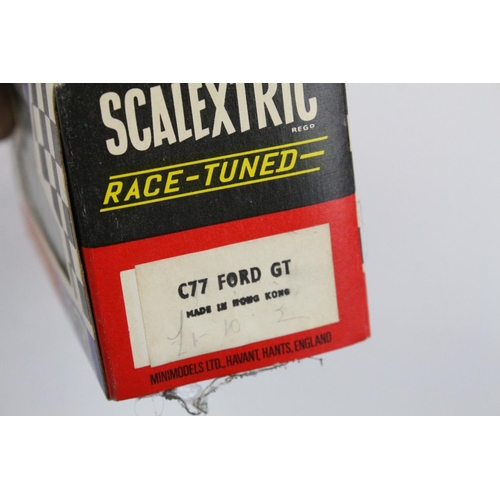 SCALEXTRIC
REGD
RACE-TUNED
C77 FORD GT
MADE IN HONG KONG
MINIMODELS LTD., HAVANT, HANTS, ENGLAND